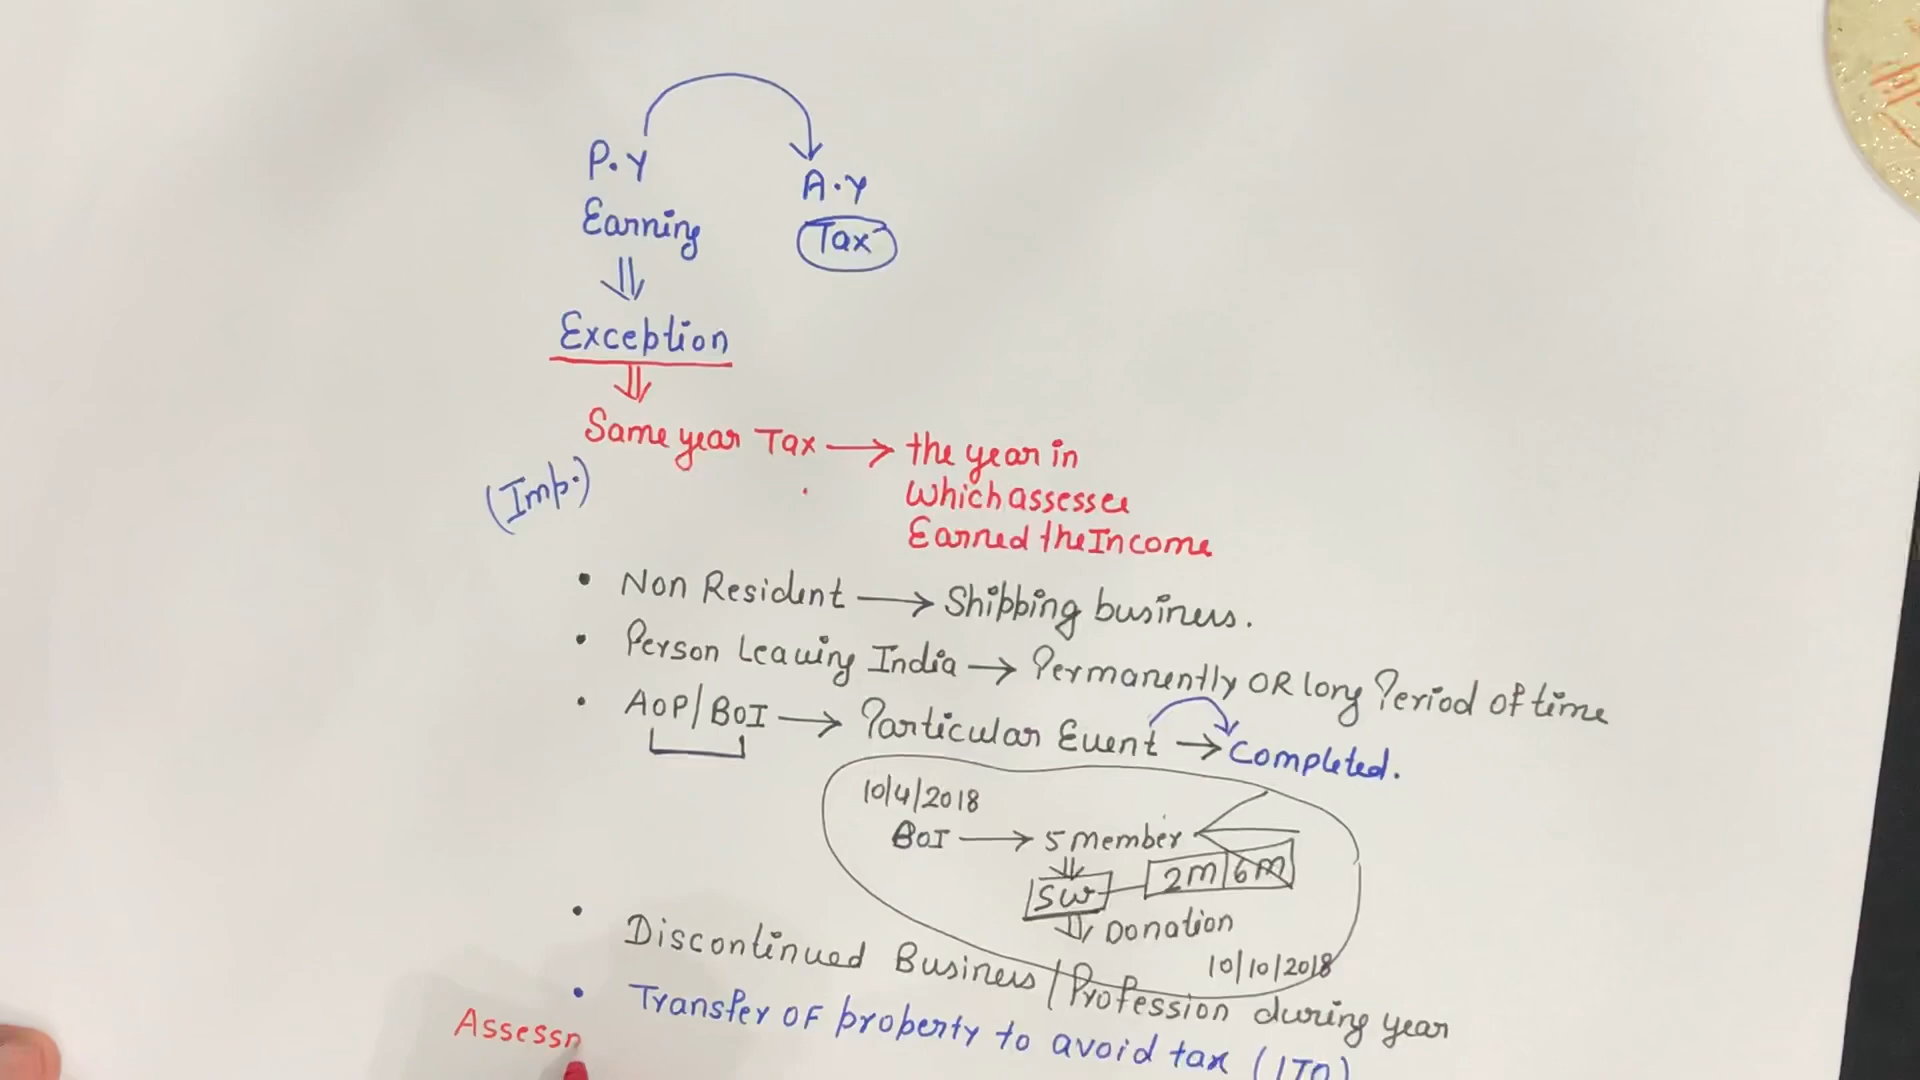 P.Y
A.Y
Earning
Tax
Exception
Same year Tax → the year in
which assessee
Earned the Income
(Imp.)
• Non Resident → Shipping business.
• Person Leaving India → Permanently OR long Period of time
• AOP/BOI → Particular Event → Completed.
10/4/2018
BOI → 5 member
2m 6m
SW
Donation
10/10/2018
• Discontinued Business/Profession during year
• Transfer OF property to avoid tax (ITO)
Assessn